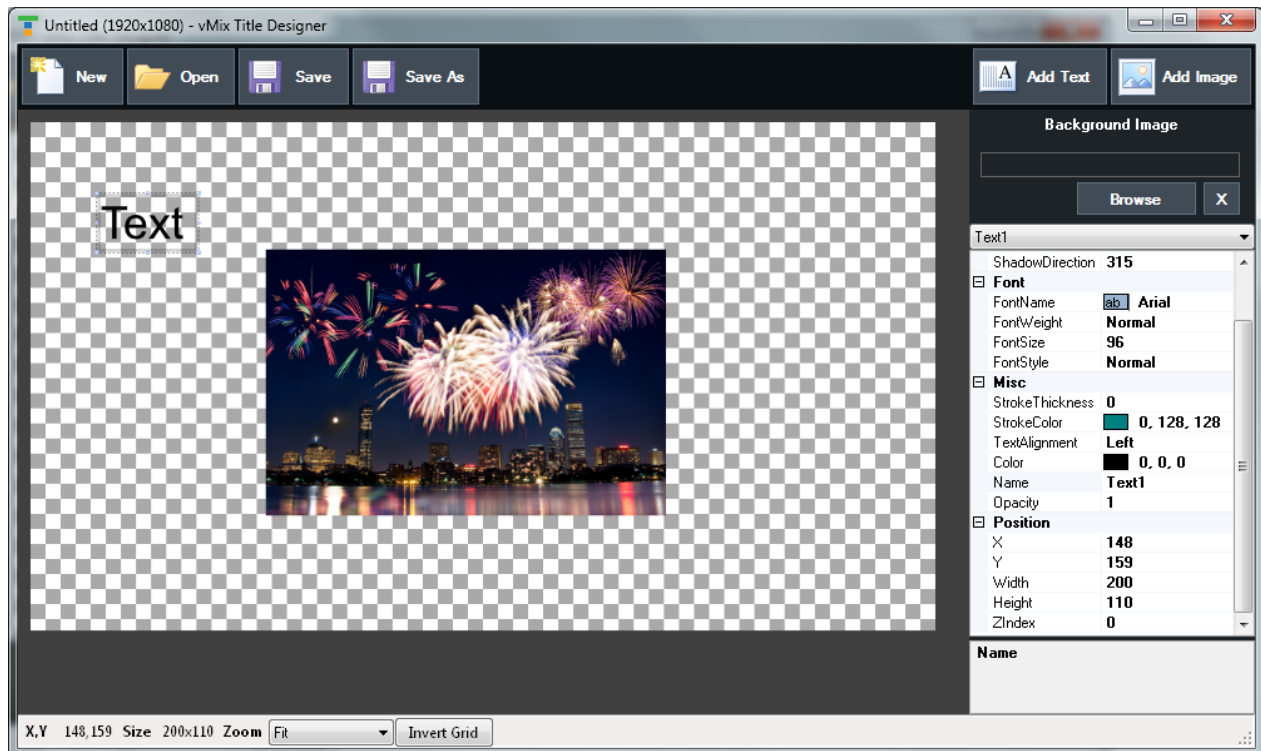 Untitled (1920x1080) - vMix Title Designer
New Open Save Save As Add Text Add Image
Background Image
Browse X
Text
Text1
ShadowDirection 315
Font
FontName ab Arial
FontWeight Normal
FontSize 96
FontStyle Normal
Misc
StrokeThickness 0
StrokeColor 0, 128, 128
TextAlignment Left
Color 0, 0, 0
Name Text1
Opacity 1
Position
X 148
Y 159
Width 200
Height 110
ZIndex 0
Name
X,Y 148,159 Size 200x110 Zoom Fit Invert Grid